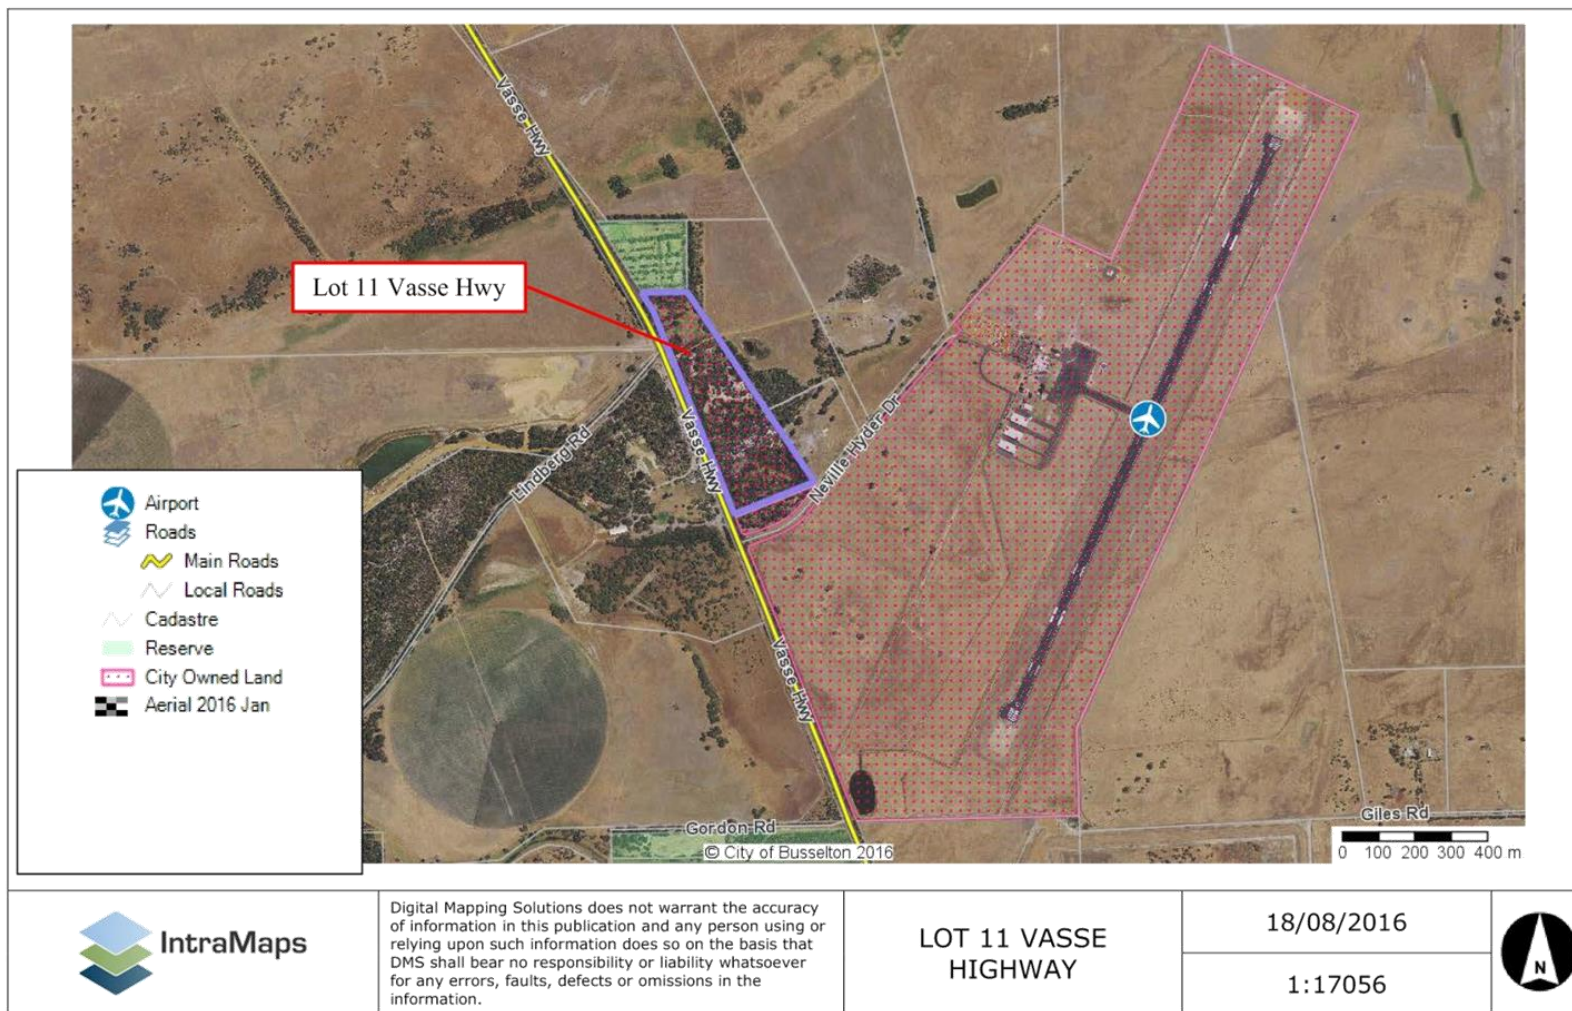 Vasse Hwy
Lot 11 Vasse Hwy
Vasse Hwy
Neville Hyder Dr
Lindberg Rd
Vasse Hwy
Airport
Roads
Main Roads
Local Roads
Cadastre
Reserve
City Owned Land
Aerial 2016 Jan
Gordon Rd
Giles Rd
© City of Busselton 2016
0 100 200 300 400 m
IntraMaps
Digital Mapping Solutions does not warrant the accuracy
of information in this publication and any person using or
relying upon such information does so on the basis that
DMS shall bear no responsibility or liability whatsoever
for any errors, faults, defects or omissions in the
information.
LOT 11 VASSE
HIGHWAY
18/08/2016
1:17056
N